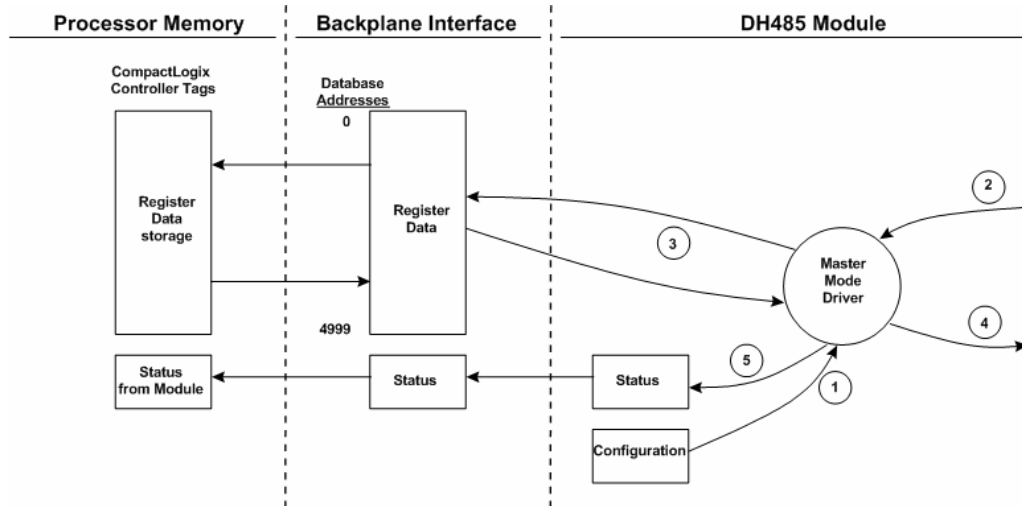 Processor Memory
Backplane Interface
DH485 Module
CompactLogix
Controller Tags
Database
Addresses
0
Register
Data
storage
Register
Data
4999
2
3
Master
Mode
Driver
4
5
1
Status
from Module
Status
Status
Configuration